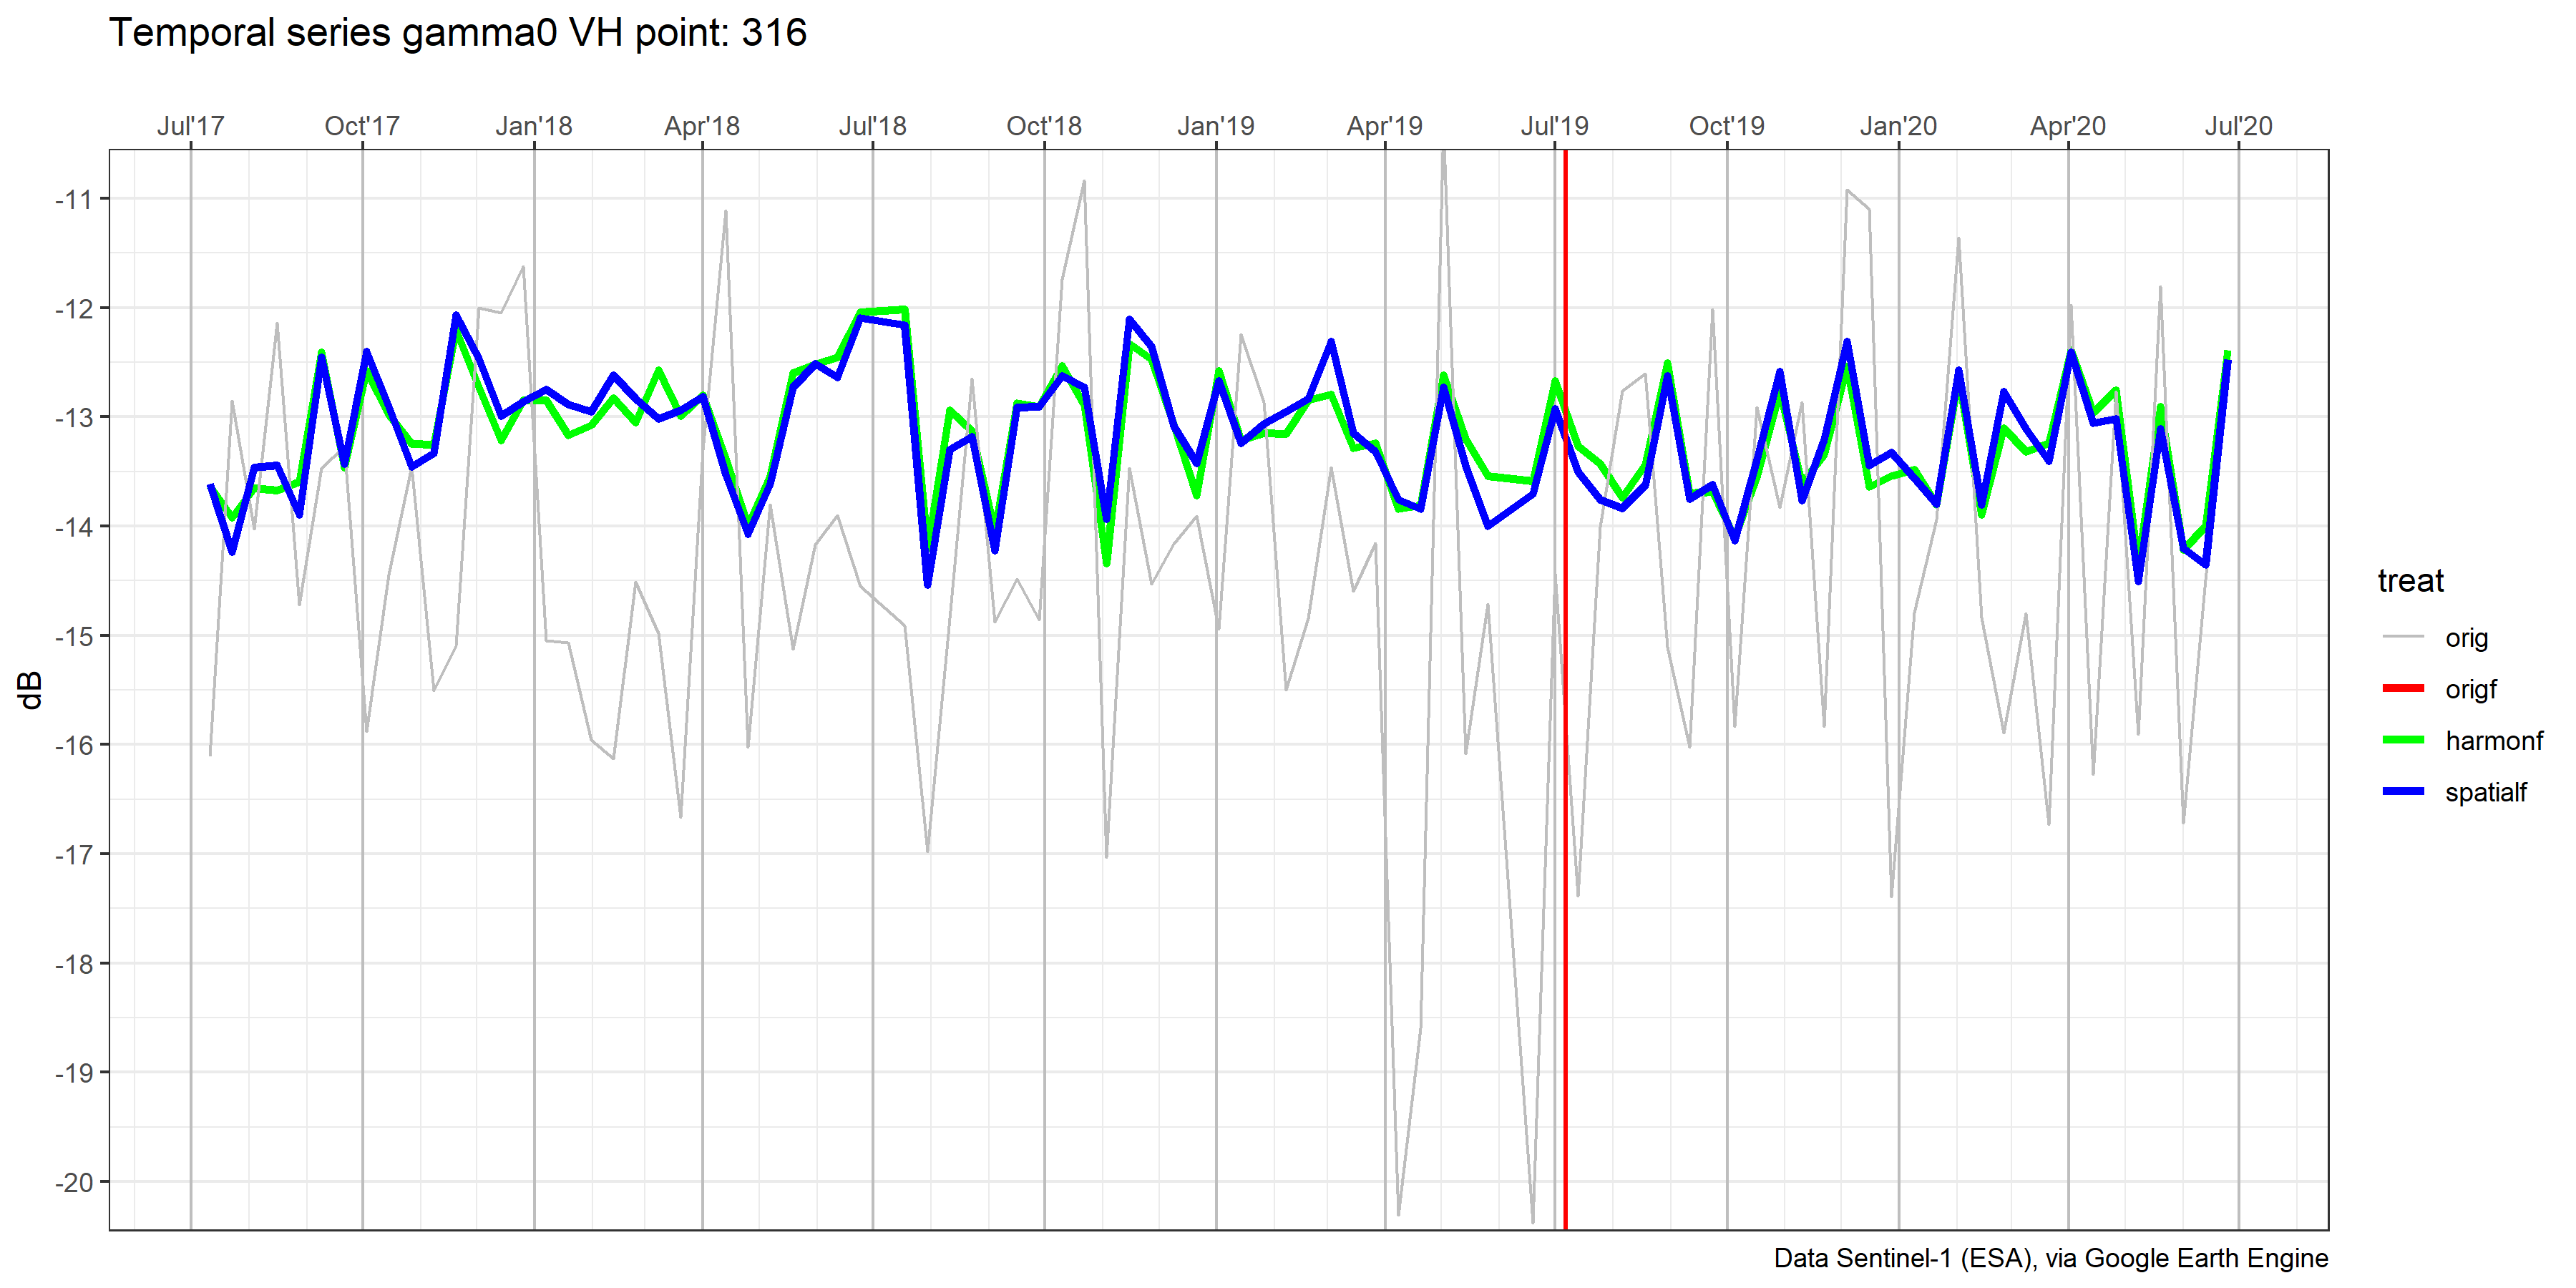 Temporal series gamma0 VH point: 316
Jul'17 Oct'17 Jan'18 Apr'18 Jul'18 Oct'18 Jan'19 Apr'19 Jul'19 Oct'19 Jan'20 Apr'20 Jul'20
-11
-12
-13
-14
-15
-16
-17
-18
-19
-20
dB
treat
orig
origf
harmonf
spatialf
Data Sentinel-1 (ESA), via Google Earth Engine